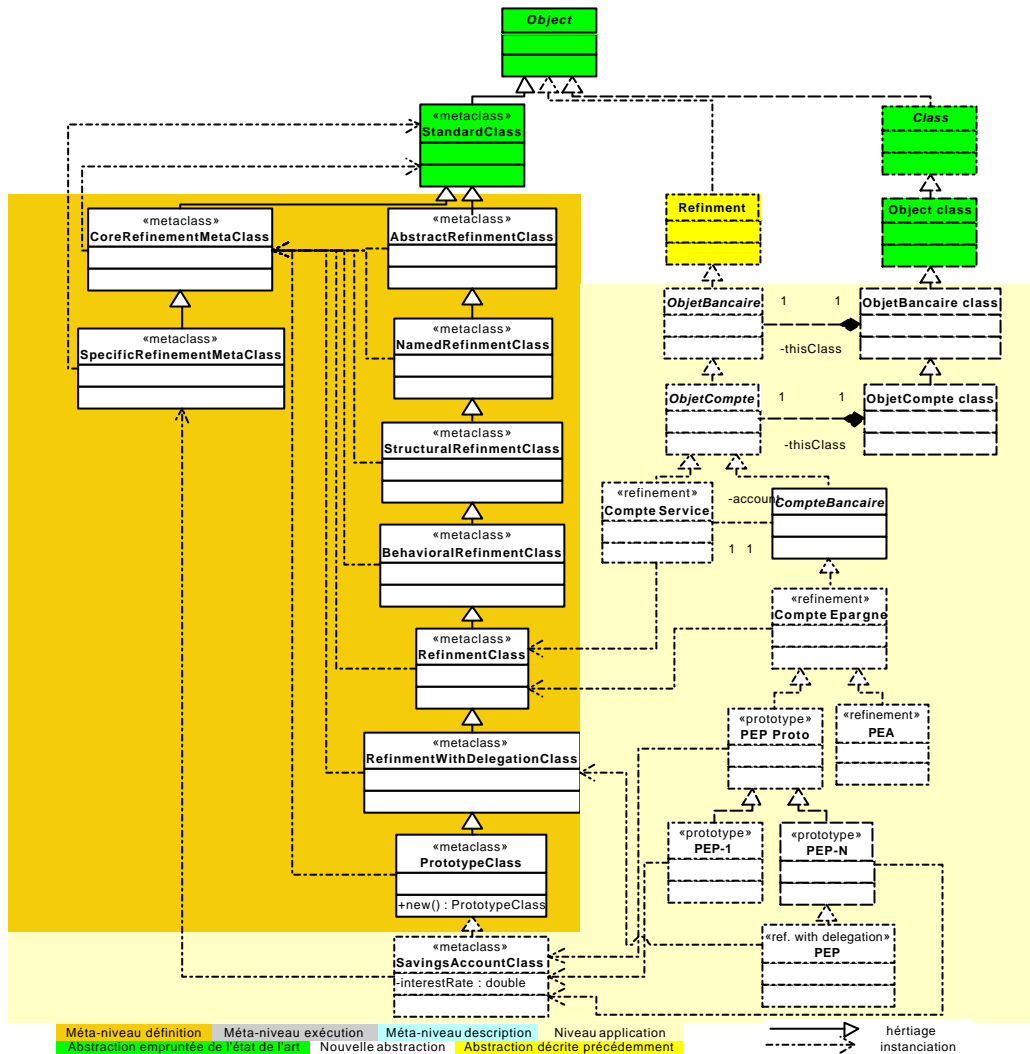 Object
«metaclass»
StandardClass
Class
Refinment
Object class
«metaclass»
CoreRefinementMetaClass
«metaclass»
AbstractRefinmentClass
ObjetBancaire
1
1
ObjetBancaire class
-thisClass
«metaclass»
SpecificRefinementMetaClass
«metaclass»
NamedRefinmentClass
ObjetCompte
1
1
ObjetCompte class
-thisClass
«metaclass»
StructuralRefinmentClass
«refinement»
Compte Service
-account
CompteBancaire
1 1
«metaclass»
BehavioralRefinmentClass
«refinement»
Compte Epargne
«metaclass»
RefinmentClass
«prototype»
PEP Proto
«refinement»
PEA
«metaclass»
RefinmentWithDelegationClass
«prototype»
PEP-1
«prototype»
PEP-N
«metaclass»
PrototypeClass
+new() : PrototypeClass
«ref. with delegation»
PEP
«metaclass»
SavingsAccountClass
-interestRate : double
Méta-niveau définition Méta-niveau exécution Méta-niveau description Niveau application
hértiage
Abstraction empruntée de l'état de l'art Nouvelle abstraction Abstraction décrite précédemment
instanciation